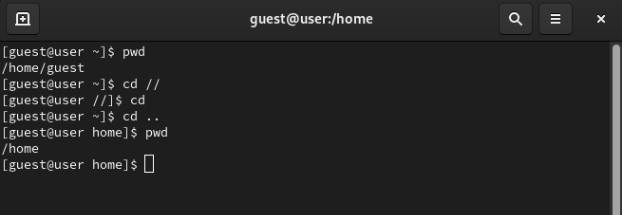 guest@user:/home
[guest@user ~]$ pwd
/home/guest
[guest@user ~]$ cd //
[guest@user //]$ cd
[guest@user ~]$ cd ..
[guest@user home]$ pwd
/home
[guest@user home]$